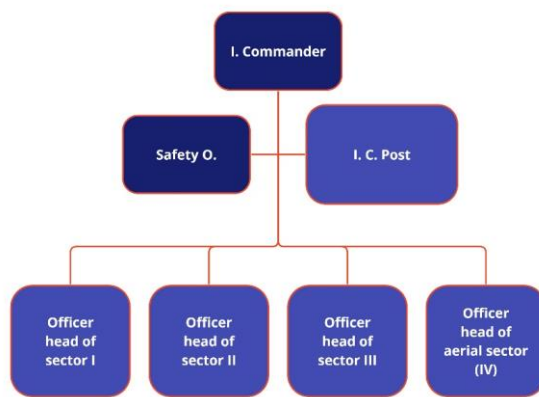 I. Commander
Safety O.
I. C. Post
Officer
head of
sector I
Officer
head of
sector II
Officer
head of
sector III
Officer
head of
aerial sector
(IV)